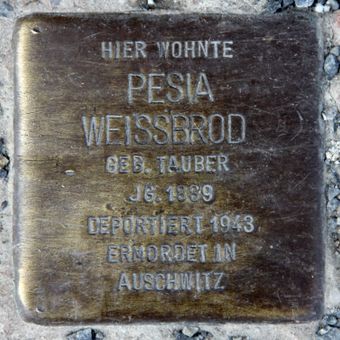 HIER WOHNTE
PESIA
WEISSBROD
GEB. TAUBER
JG. 1889
DEPORTIERT 1943
ERMORDET IN
AUSCHWITZ